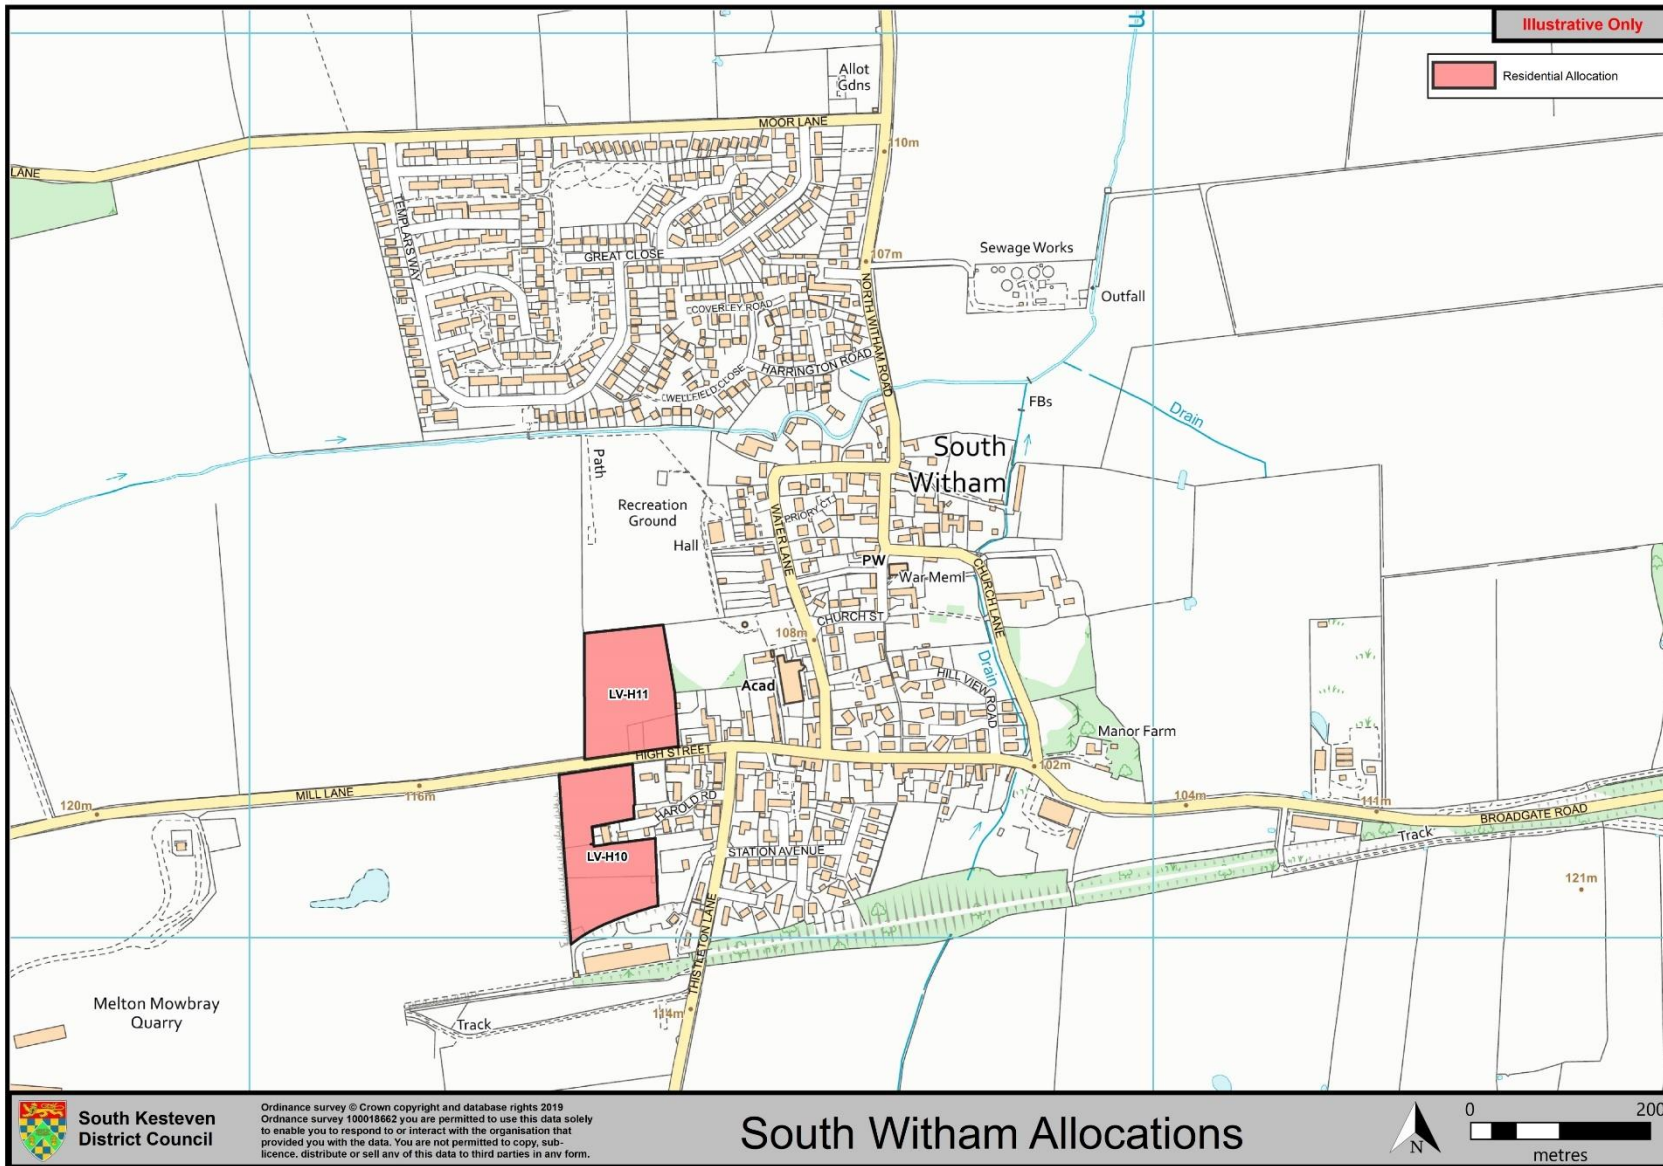 Illustrative Only
Residential Allocation
Allot
Gdns
MOOR LANE
110m
LANE
TEMPLARS WAY
Sewage Works
GREAT CLOSE
107m
Outfall
COVERLEY ROAD
NORTH WITHAM ROAD
HARRINGTON ROAD
WELLFIELD CLOSE
FBs
Drain
South
Witham
Path
Recreation
Ground
WATER LANE
PRIORY CT
Hall
PW
War Meml
CHURCH LANE
CHURCH ST
108m
Drain
LV-H11
Acad
HILL VIEW ROAD
Manor Farm
HIGH STREET
102m
MILL LANE
116m
120m
104m
111m
BROADGATE ROAD
HAROLD RD
Track
STATION AVENUE
LV-H10
121m
THISTLETON LANE
Melton Mowbray
Quarry
114m
Track
South Kesteven
District Council
Ordinance survey © Crown copyright and database rights 2019
Ordinance survey 100018662 you are permitted to use this data solely
to enable you to respond to or interact with the organisation that
provided you with the data. You are not permitted to copy, sub-
licence, distribute or sell any of this data to third parties in any form.
South Witham Allocations
N
0
200
metres